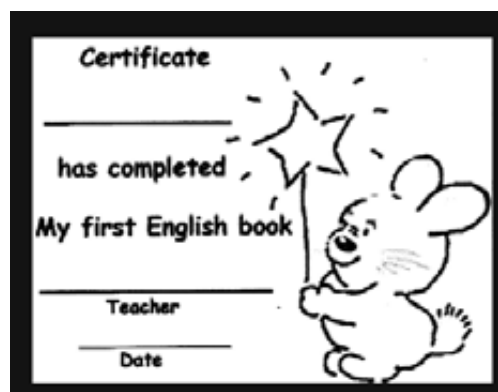 Certificate
has completed
My first English book
Teacher
Date